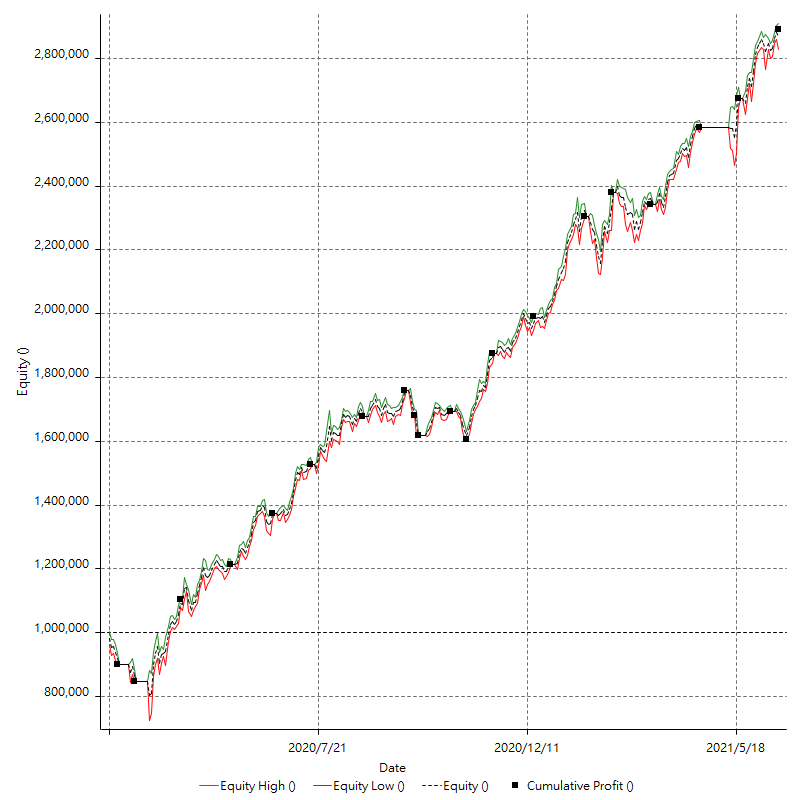 2,800,000
2,600,000
2,400,000
2,200,000
2,000,000
1,800,000
1,600,000
1,400,000
1,200,000
1,000,000
800,000
Equity ()
2020/7/21 2020/12/11 2021/5/18
Date
Equity High () Equity Low () Equity () Cumulative Profit ()